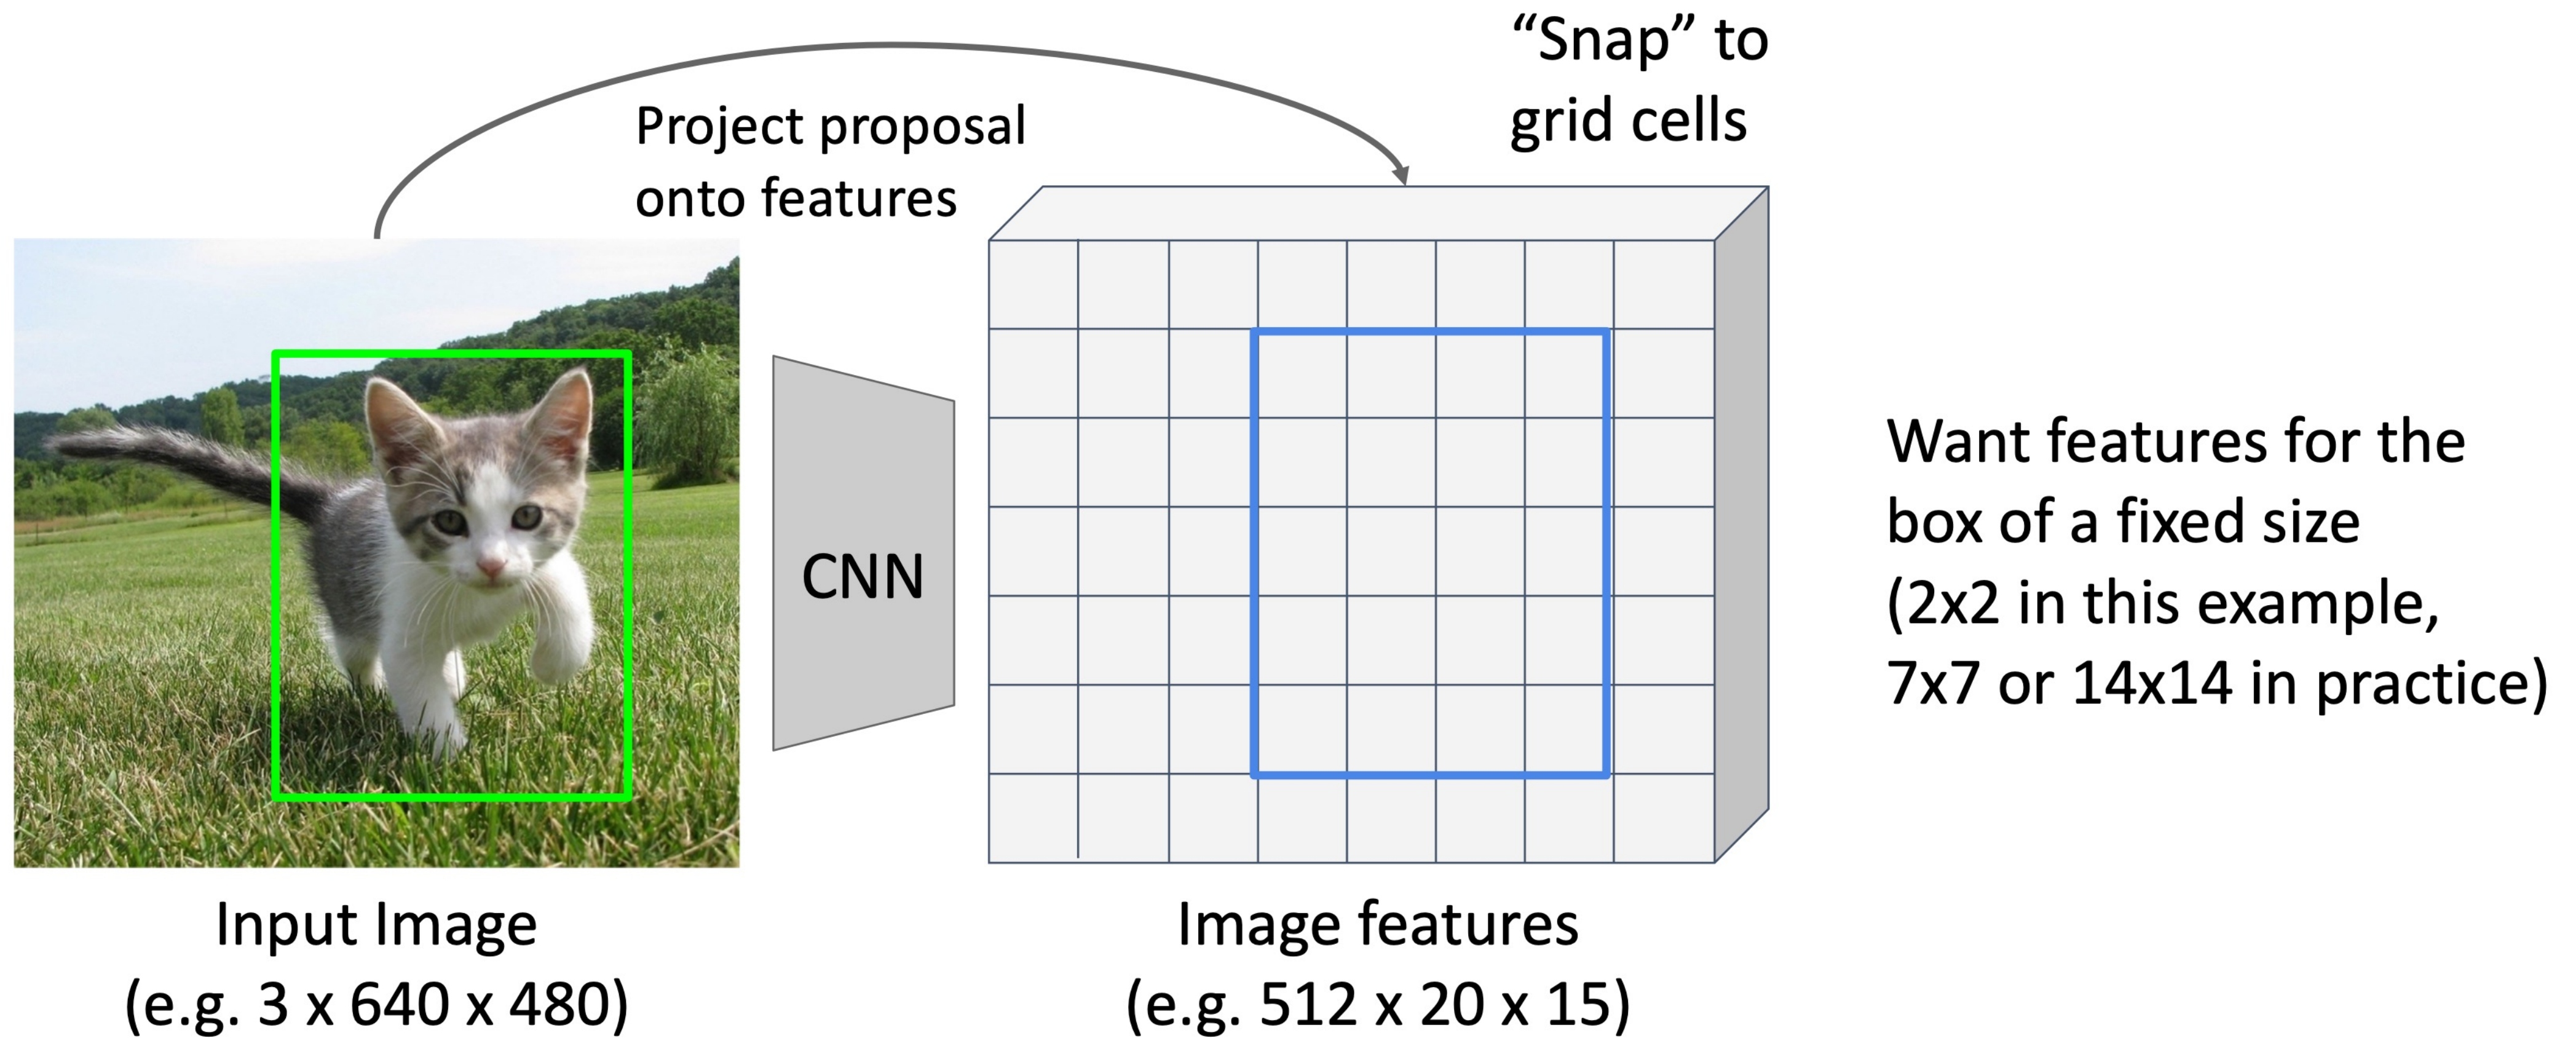 “Snap” to
grid cells
Project proposal
onto features
CNN
Want features for the
box of a fixed size
(2x2 in this example,
7x7 or 14x14 in practice)
Input Image
(e.g. 3 x 640 x 480)
Image features
(e.g. 512 x 20 x 15)